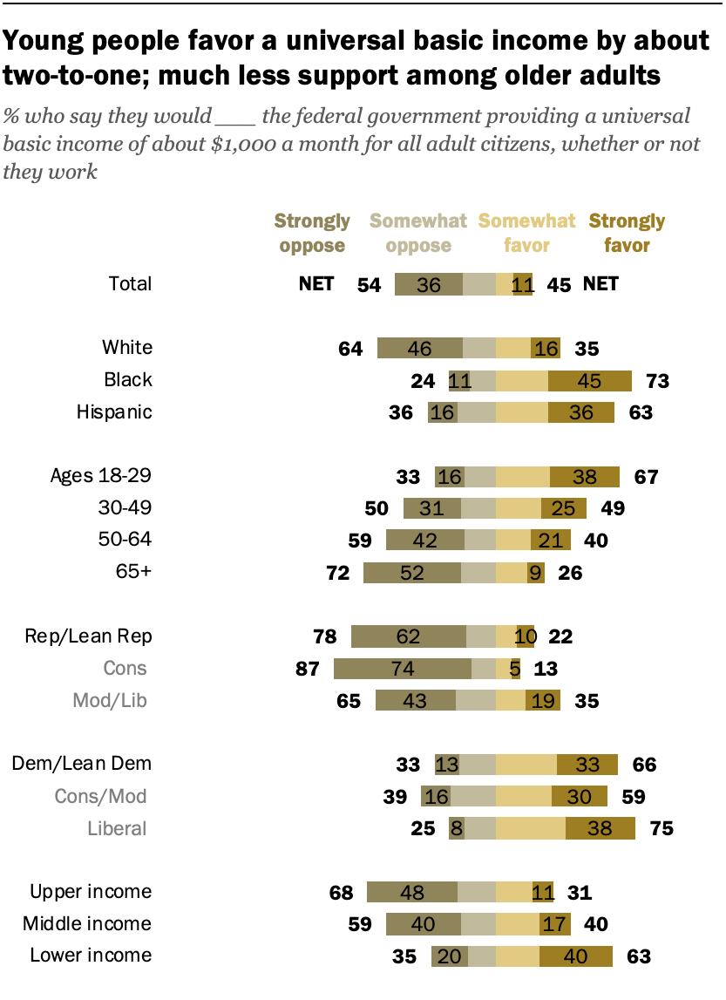 Young people favor a universal basic income by about
two-to-one; much less support among older adults
% who say they would ___ the federal government providing a universal
basic income of about $1,000 a month for all adult citizens, whether or not
they work
Strongly oppose Somewhat oppose Somewhat favor Strongly favor
Total NET 54 36 11 45 NET
White 64 46 16 35
Black 24 11 45 73
Hispanic 36 16 36 63
Ages 18-29 33 16 38 67
30-49 50 31 25 49
50-64 59 42 21 40
65+ 72 52 9 26
Rep/Lean Rep 78 62 10 22
Cons 87 74 5 13
Mod/Lib 65 43 19 35
Dem/Lean Dem 33 13 33 66
Cons/Mod 39 16 30 59
Liberal 25 8 38 75
Upper income 68 48 11 31
Middle income 59 40 17 40
Lower income 35 20 40 63